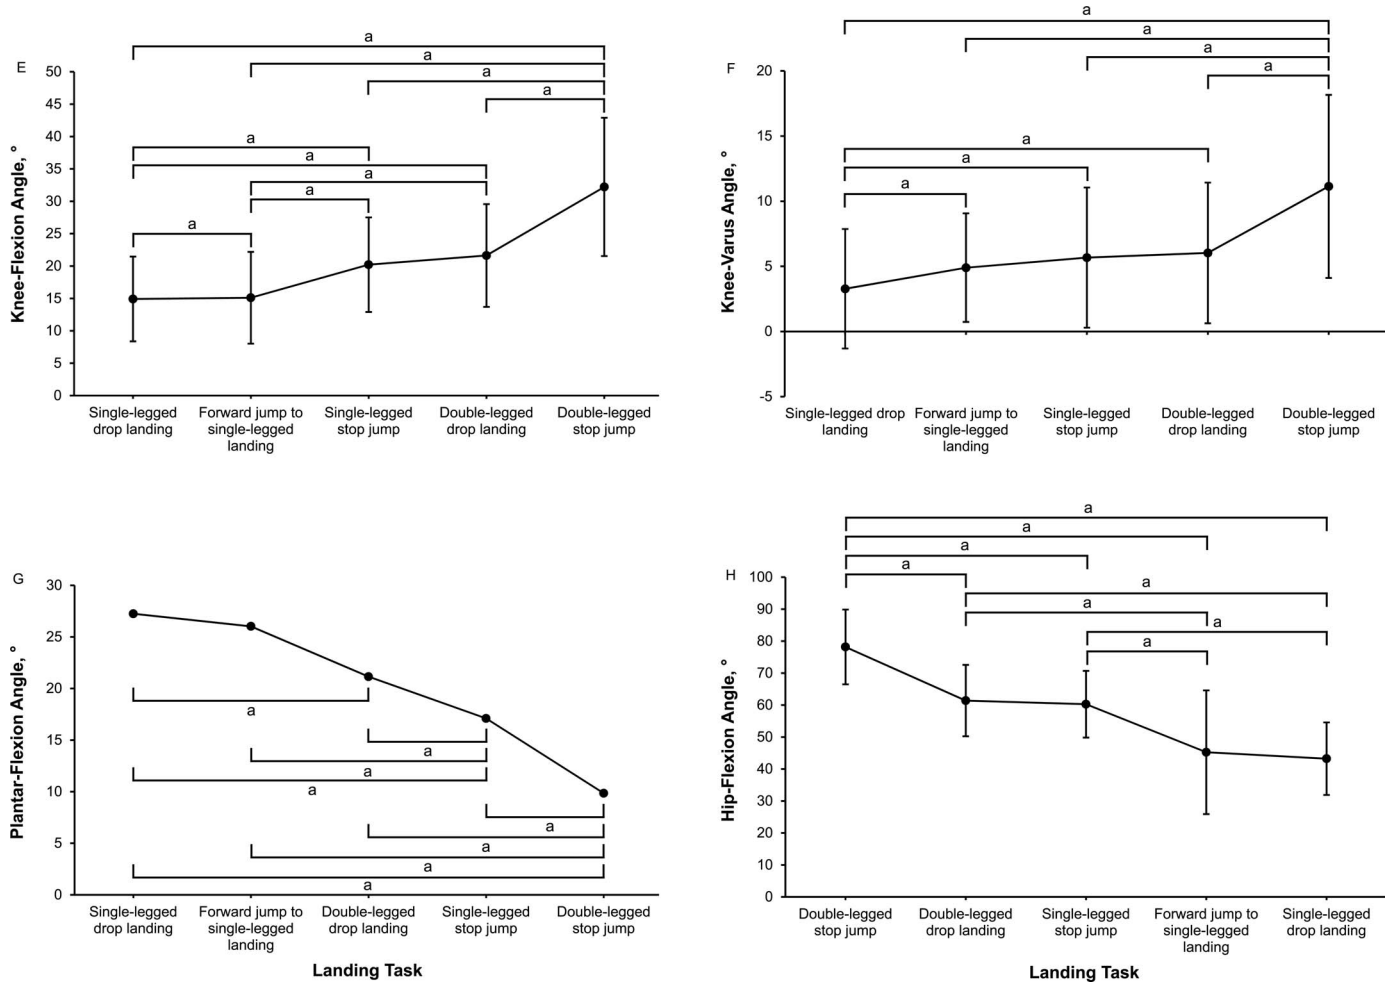 E
Knee-Flexion Angle, °
50
45
40
35
30
25
20
15
10
5
0
a
a
a
a
a
a
a
a
a
Single-legged
drop landing
Forward jump to
single-legged
landing
Single-legged
stop jump
Double-legged
drop landing
Double-legged
stop jump
F
Knee-Varus Angle, °
20
15
10
5
0
-5
a
a
a
a
a
a
a
Single-legged drop
landing
Forward jump to
single-legged
landing
Single-legged
stop jump
Double-legged
drop landing
Double-legged
stop jump
G
Plantar-Flexion Angle, °
30
25
20
15
10
5
0
a
a
a
a
a
a
a
a
Single-legged
drop landing
Forward jump to
single-legged
landing
Double-legged
drop landing
Single-legged
stop jump
Double-legged
stop jump
Landing Task
H
Hip-Flexion Angle, °
100
90
80
70
60
50
40
30
20
10
0
a
a
a
a
a
a
a
a
Double-legged
stop jump
Double-legged
drop landing
Single-legged
stop jump
Forward jump to
single-legged
landing
Single-legged
drop landing
Landing Task